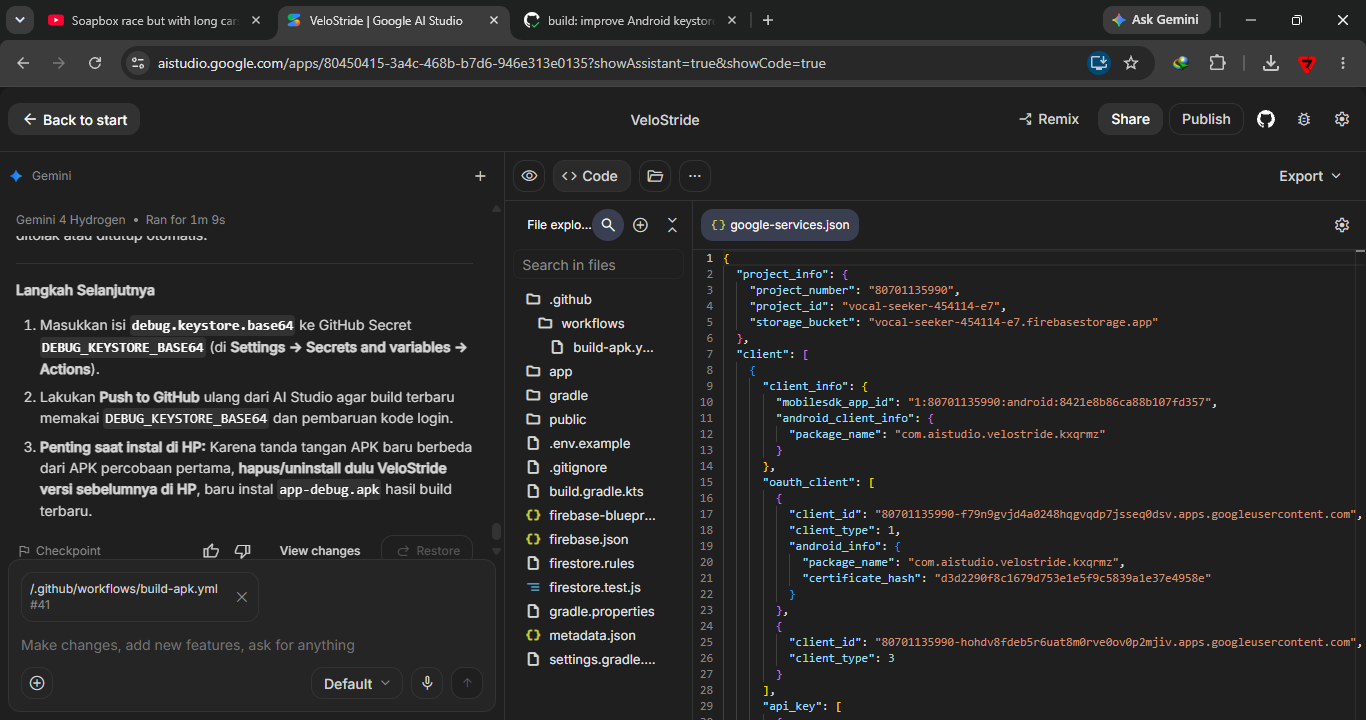 Soapbox race but with long car
VeloStride | Google AI Studio
build: improve Android keystor
Ask Gemini
aistudio.google.com/apps/80450415-3a4c-468b-b7d6-946e313e0135?showAssistant=true&showCode=true
Back to start
VeloStride
Remix
Share
Publish
Gemini
Code
Export
Gemini 4 Hydrogen • Ran for 1m 9s
ditolak atau ditutup otomatis.
Langkah Selanjutnya
1. Masukkan isi debug.keystore.base64 ke GitHub Secret
DEBUG_KEYSTORE_BASE64 (di Settings → Secrets and variables →
Actions).
2. Lakukan Push to GitHub ulang dari AI Studio agar build terbaru
memakai DEBUG_KEYSTORE_BASE64 dan pembaruan kode login.
3. Penting saat instal di HP: Karena tanda tangan APK baru berbeda
dari APK percobaan pertama, hapus/uninstall dulu VeloStride
versi sebelumnya di HP, baru instal app-debug.apk hasil build
terbaru.
Checkpoint
View changes
Restore
/.github/workflows/build-apk.yml
#41
Make changes, add new features, ask for anything
Default
File explo...
Search in files
.github
workflows
build-apk.y...
app
gradle
public
.env.example
.gitignore
build.gradle.kts
firebase-bluepr...
firebase.json
firestore.rules
firestore.test.js
gradle.properties
metadata.json
settings.gradle....
{} google-services.json
1 {
2 "project_info": {
3 "project_number": "80701135990",
4 "project_id": "vocal-seeker-454114-e7",
5 "storage_bucket": "vocal-seeker-454114-e7.firebasestorage.app"
6 },
7 "client": [
8 {
9 "client_info": {
10 "mobilesdk_app_id": "1:80701135990:android:8421e8b86ca88b107fd357",
11 "android_client_info": {
12 "package_name": "com.aistudio.velostride.kxqrmz"
13 }
14 },
15 "oauth_client": [
16 {
17 "client_id": "80701135990-f79n9gvjd4a0248hqgvqdp7jsseq0dsv.apps.googleusercontent.com",
18 "client_type": 1,
19 "android_info": {
20 "package_name": "com.aistudio.velostride.kxqrmz",
21 "certificate_hash": "d3d2290f8c1679d753e1e5f9c5839a1e37e4958e"
22 }
23 },
24 {
25 "client_id": "80701135990-hohdv8fdeb5r6uat8m0rve0ov0p2mjiv.apps.googleusercontent.com",
26 "client_type": 3
27 }
28 ],
29 "api_key": [